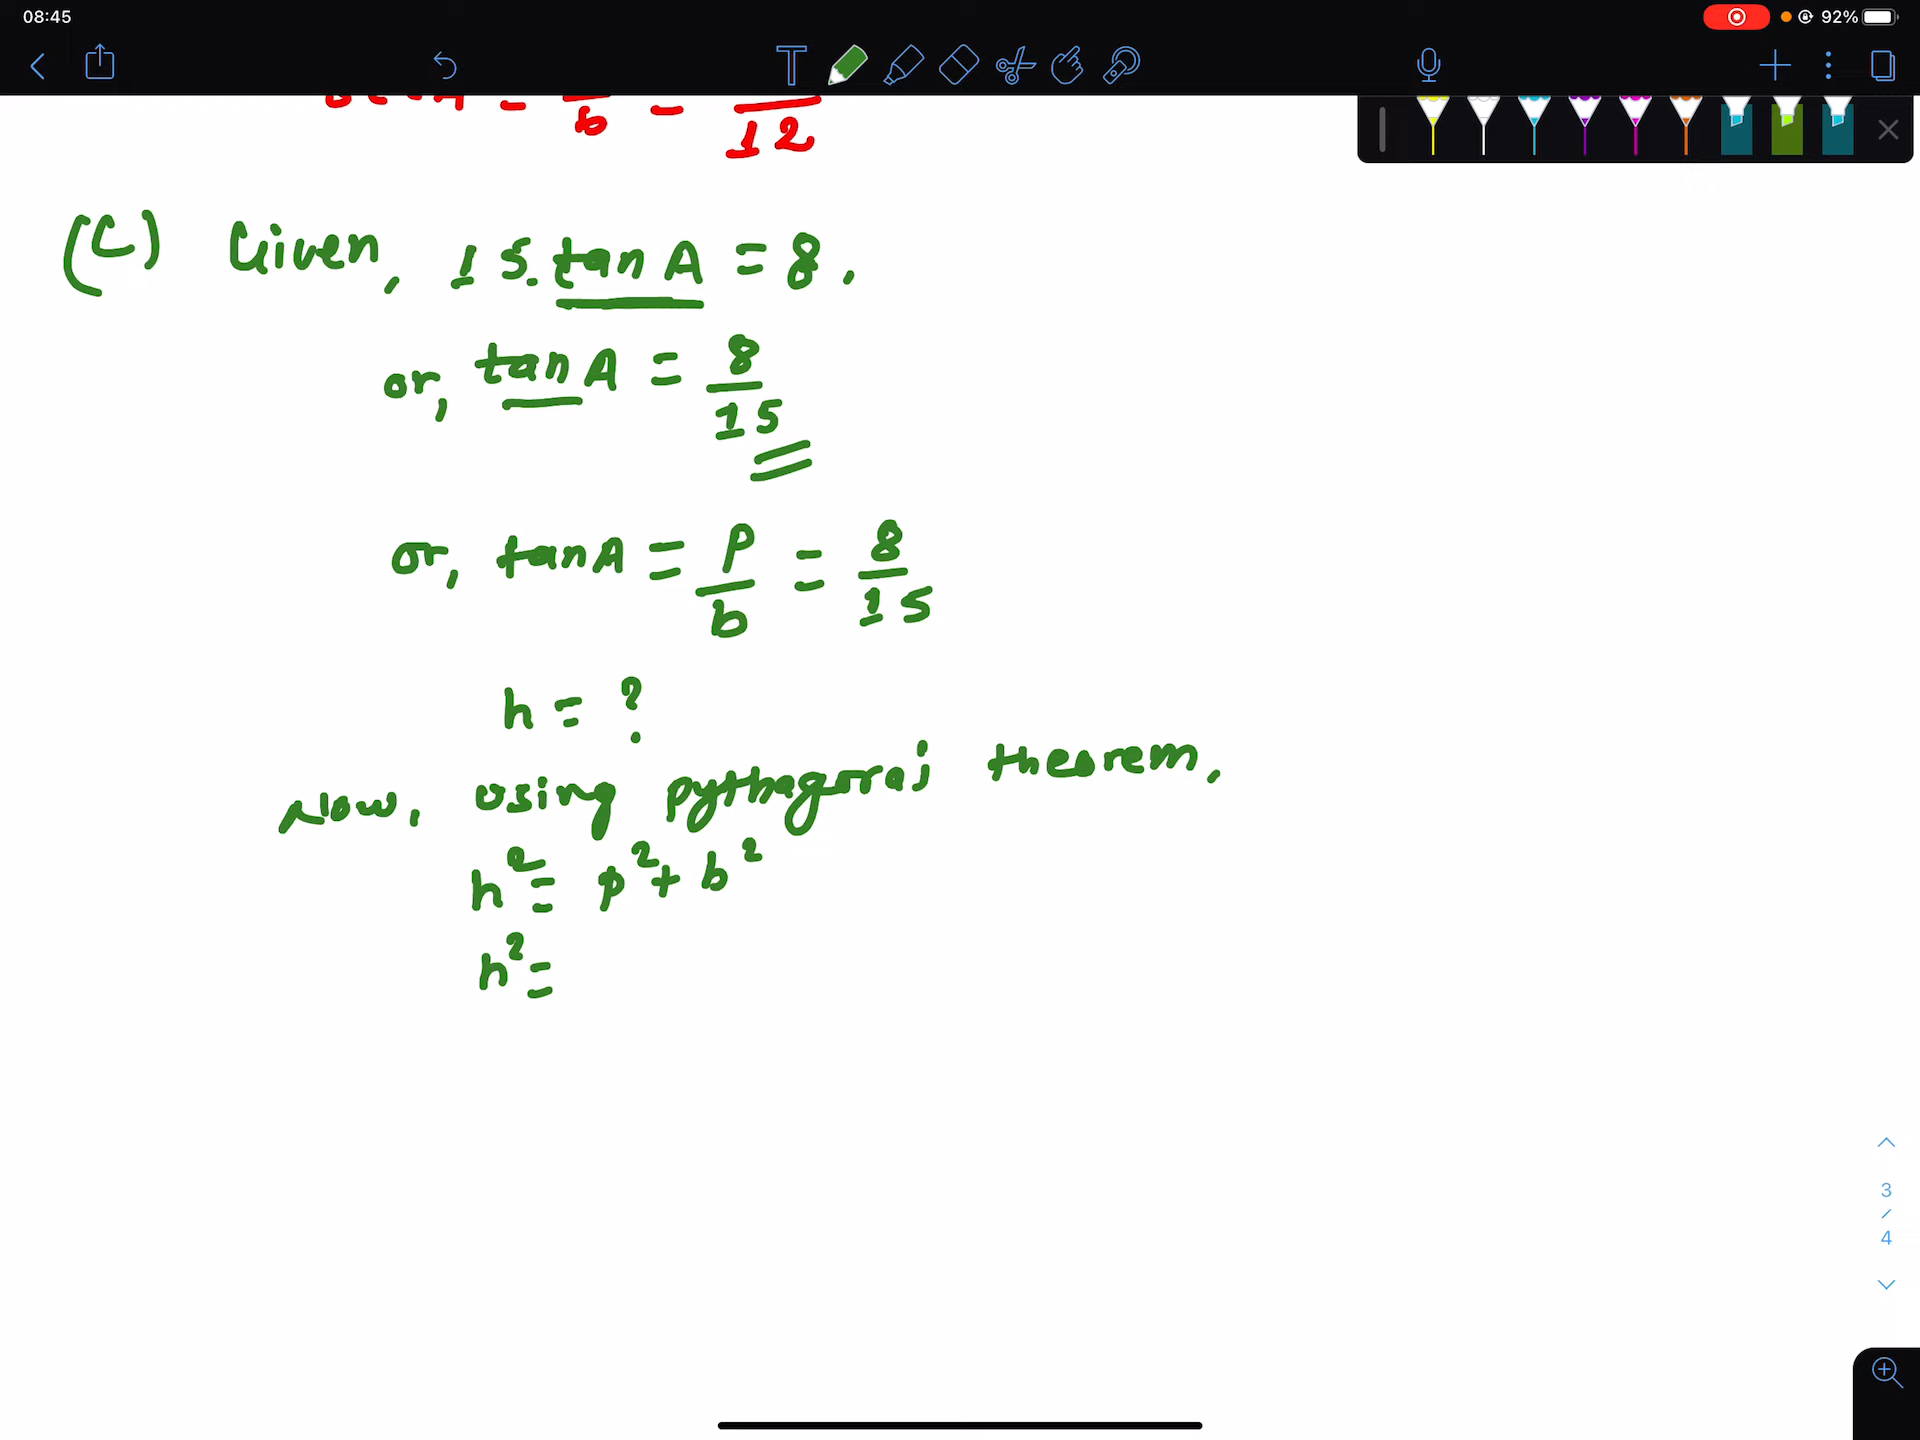 08:45
92%
= b = 12
(C) Given, 15.tan A = 8,
or, tan A = 8/15
or, tan A = p/b = 8/15
h = ?
Now, using pythagoras theorem,
h² = p² + b²
h² =
3
/
4